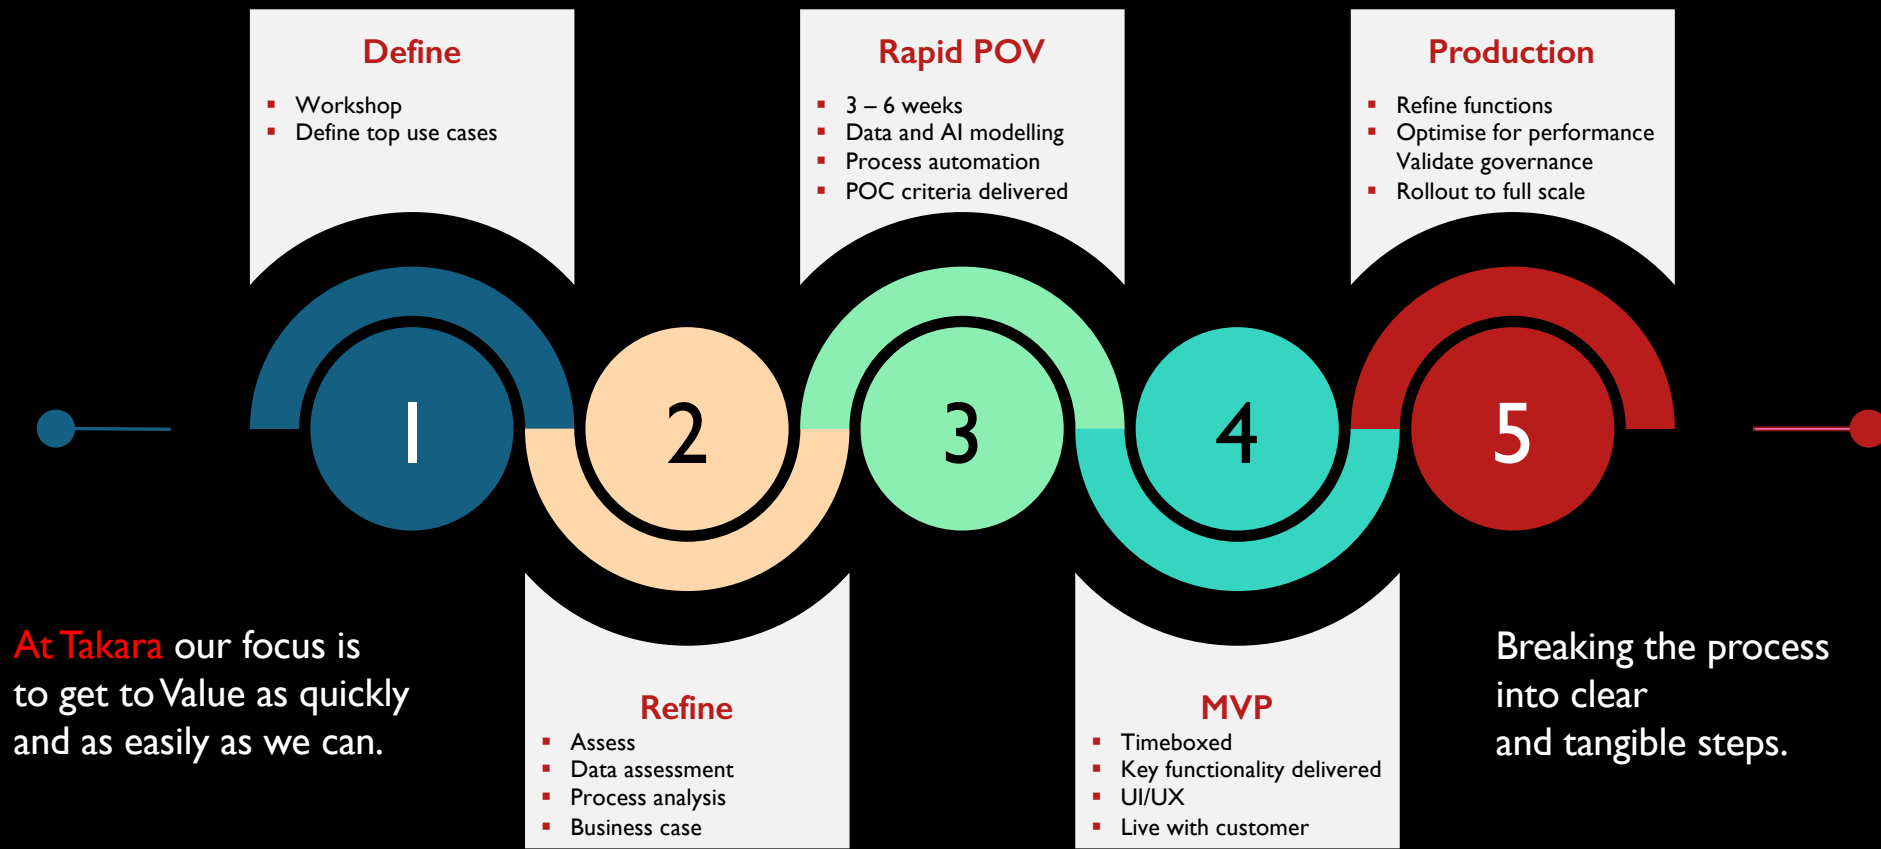 Define
▪ Workshop
▪ Define top use cases
Rapid POV
▪ 3 – 6 weeks
▪ Data and AI modelling
▪ Process automation
▪ POC criteria delivered
Production
▪ Refine functions
▪ Optimise for performance
Validate governance
▪ Rollout to full scale
1
2
3
4
5
At Takara our focus is
to get to Value as quickly
and as easily as we can.
Refine
▪ Assess
▪ Data assessment
▪ Process analysis
▪ Business case
MVP
▪ Timeboxed
▪ Key functionality delivered
▪ UI/UX
▪ Live with customer
Breaking the process
into clear
and tangible steps.